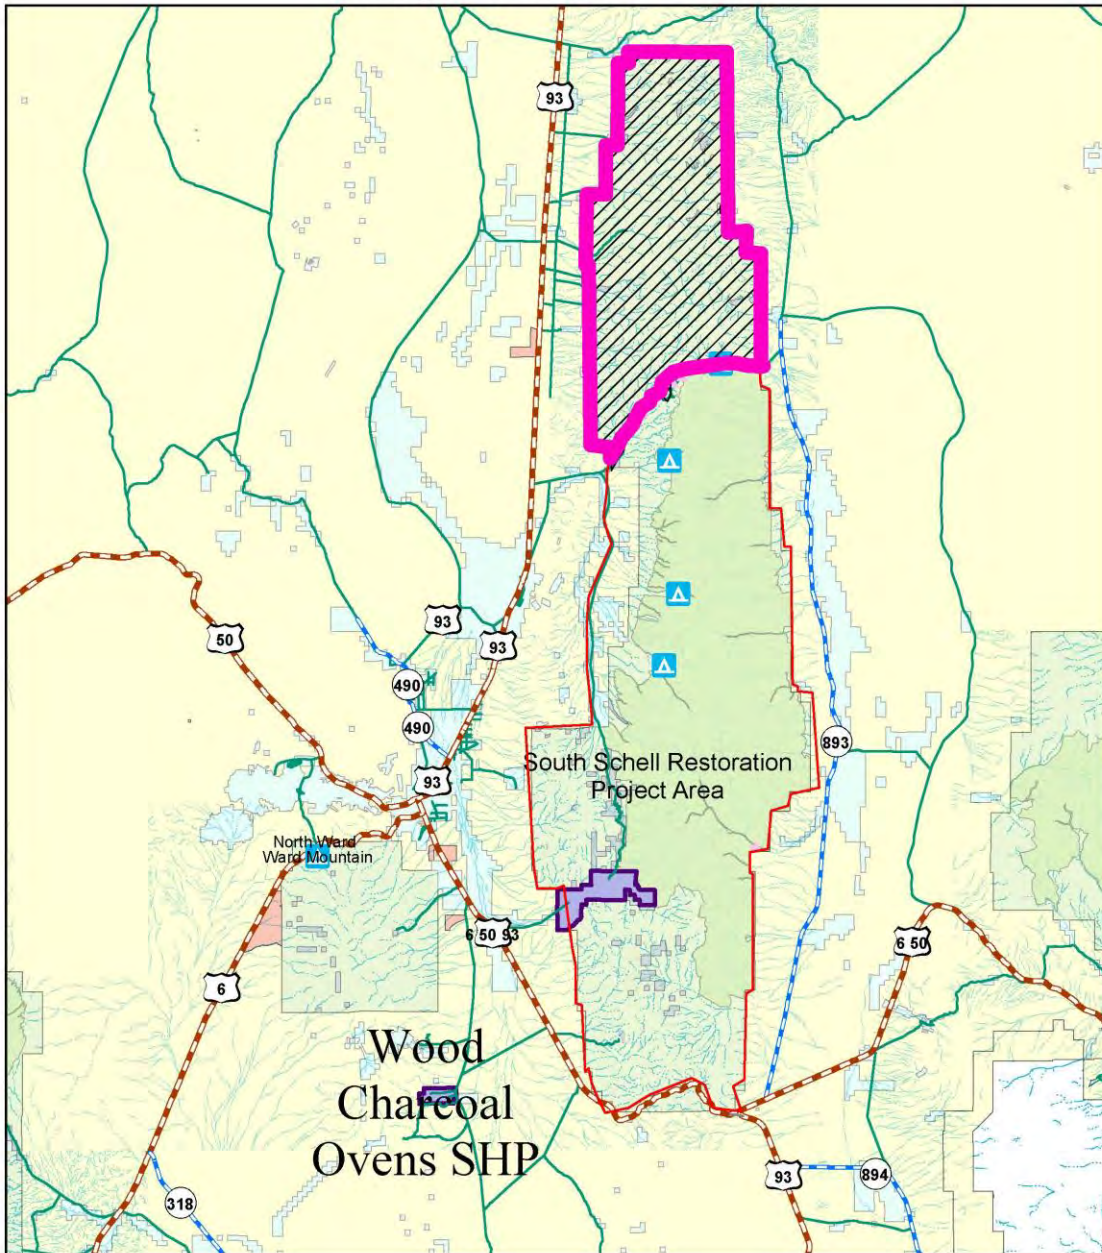 93
50
93
93
490
490
93
893
South Schell Restoration
Project Area
North Ward
Ward Mountain
6 50 93
6 50
6
Wood
Charcoal
Ovens SHP
318
93
894